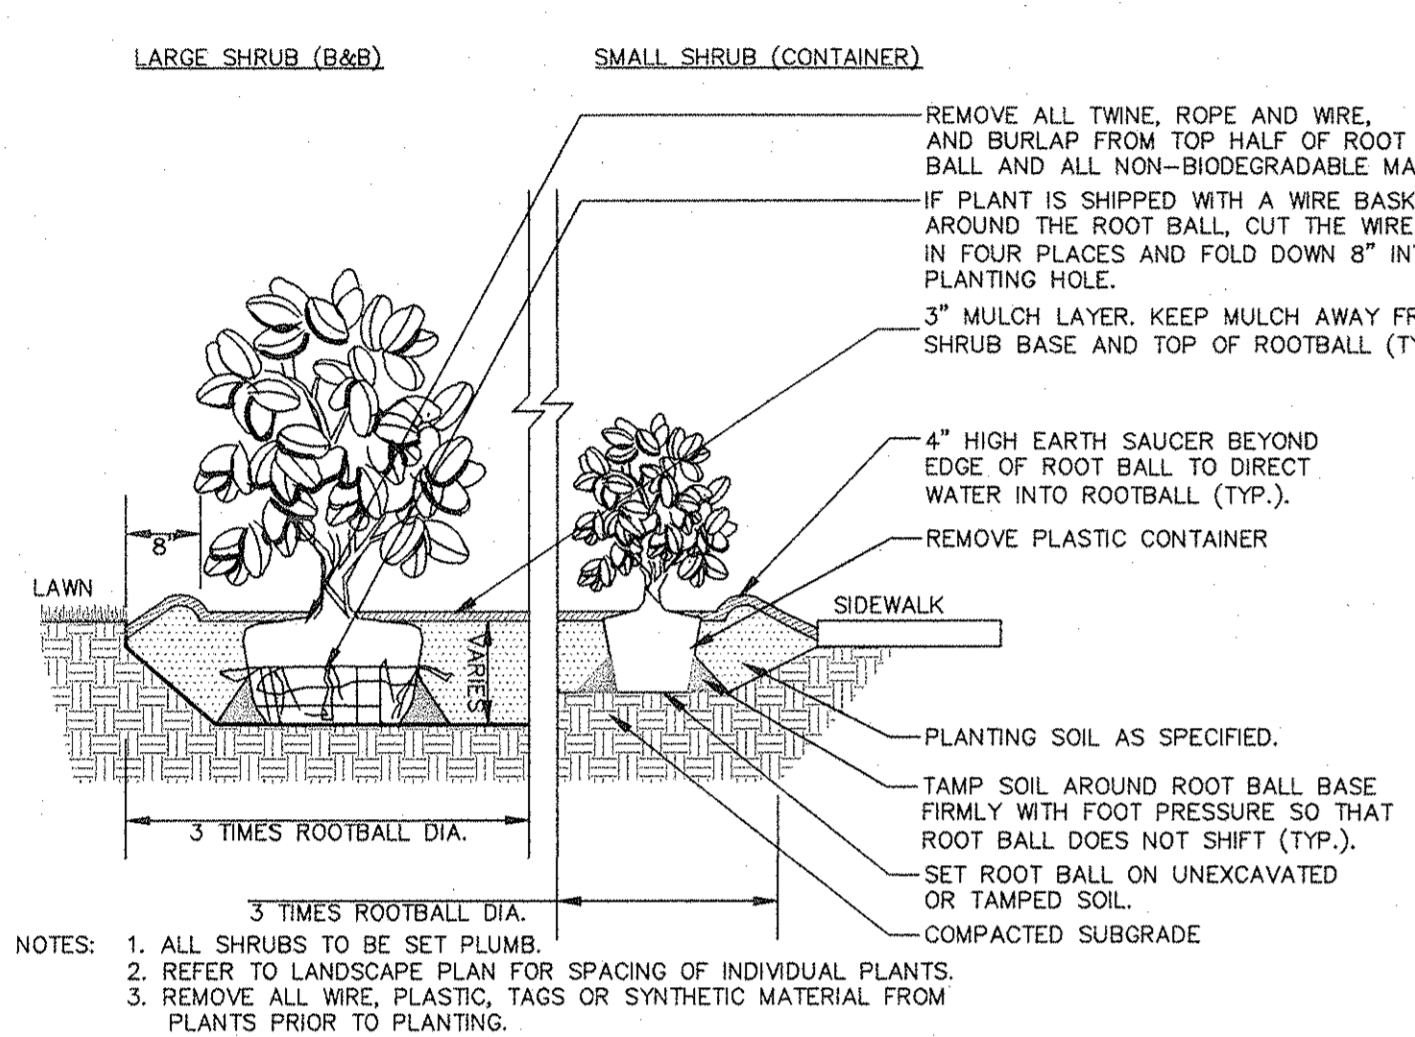 LARGE SHRUB (B&B)
SMALL SHRUB (CONTAINER)
REMOVE ALL TWINE, ROPE AND WIRE,
AND BURLAP FROM TOP HALF OF ROOT
BALL AND ALL NON-BIODEGRADABLE MA
IF PLANT IS SHIPPED WITH A WIRE BASK
AROUND THE ROOT BALL, CUT THE WIRE
IN FOUR PLACES AND FOLD DOWN 8" IN
PLANTING HOLE.
3" MULCH LAYER. KEEP MULCH AWAY FR
SHRUB BASE AND TOP OF ROOTBALL (TY
4" HIGH EARTH SAUCER BEYOND
EDGE OF ROOT BALL TO DIRECT
WATER INTO ROOTBALL (TYP.).
REMOVE PLASTIC CONTAINER
8"
LAWN
SIDEWALK
VARIES
PLANTING SOIL AS SPECIFIED.
TAMP SOIL AROUND ROOT BALL BASE
FIRMLY WITH FOOT PRESSURE SO THAT
ROOT BALL DOES NOT SHIFT (TYP.).
3 TIMES ROOTBALL DIA.
SET ROOT BALL ON UNEXCAVATED
OR TAMPED SOIL.
3 TIMES ROOTBALL DIA.
COMPACTED SUBGRADE
NOTES: 1. ALL SHRUBS TO BE SET PLUMB.
2. REFER TO LANDSCAPE PLAN FOR SPACING OF INDIVIDUAL PLANTS.
3. REMOVE ALL WIRE, PLASTIC, TAGS OR SYNTHETIC MATERIAL FROM
PLANTS PRIOR TO PLANTING.